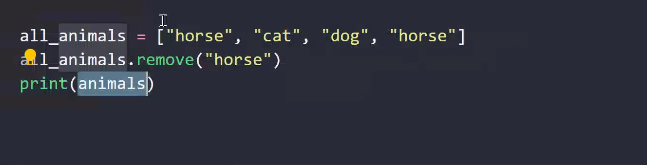 all_animals = ["horse", "cat", "dog", "horse"]
all_animals.remove("horse")
print(animals)